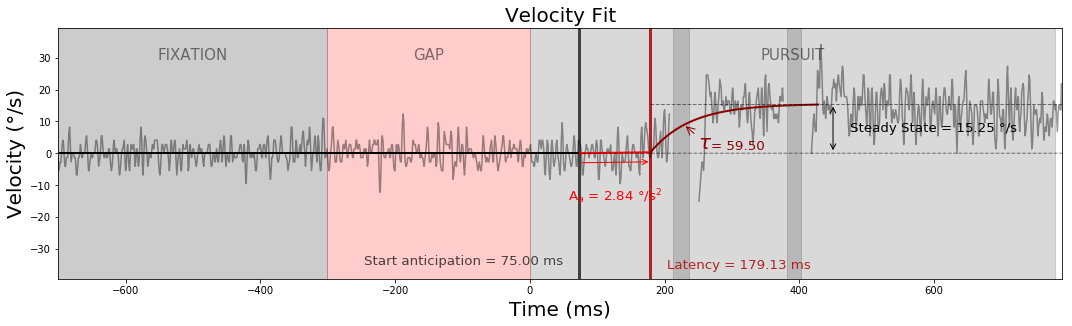 Velocity Fit
FIXATION
GAP
PURSUIT
Velocity (°/s)
30
20
10
0
−10
−20
−30
Steady State = 15.25 °/s
τ = 59.50
Aₐ = 2.84 °/s²
Start anticipation = 75.00 ms
Latency = 179.13 ms
−600
−400
−200
0
200
400
600
Time (ms)